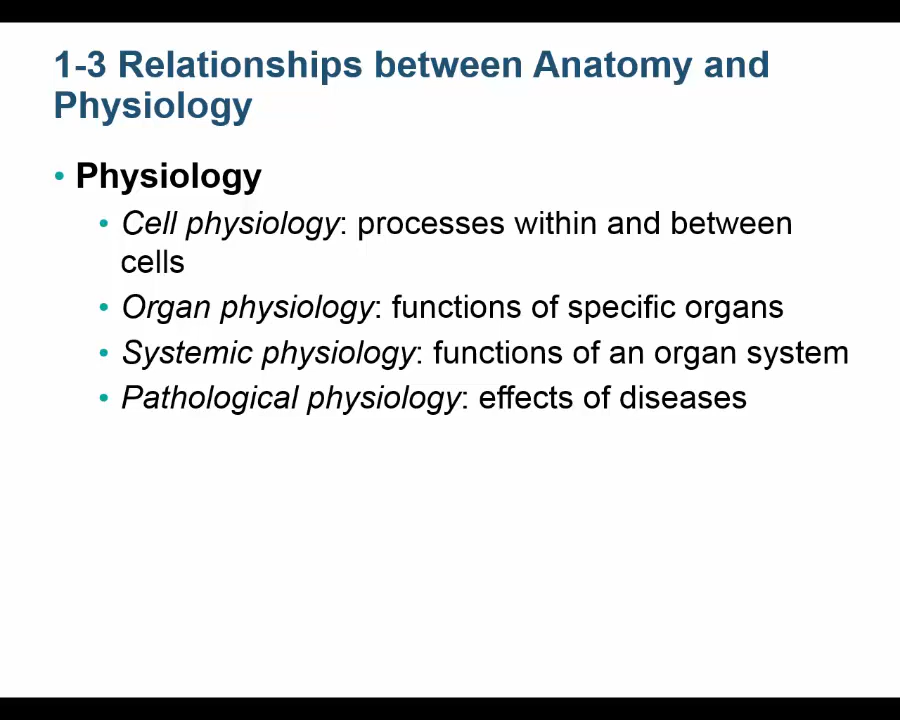 1-3 Relationships between Anatomy and
Physiology
• Physiology
• Cell physiology: processes within and between
cells
• Organ physiology: functions of specific organs
• Systemic physiology: functions of an organ system
• Pathological physiology: effects of diseases